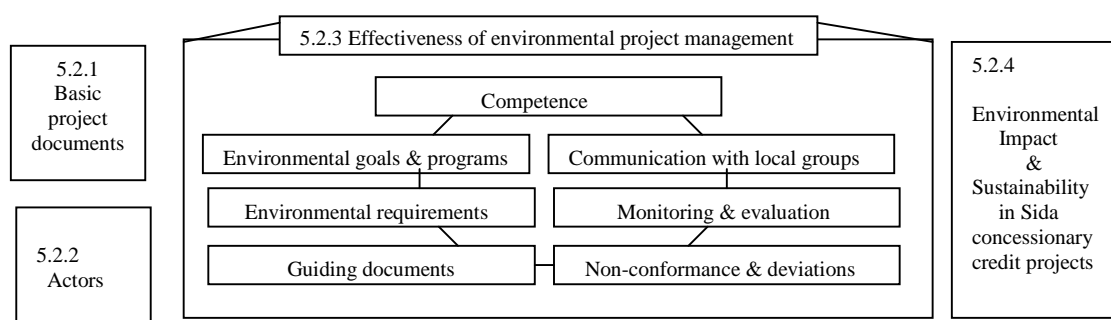 5.2.3 Effectiveness of environmental project management
5.2.1
Basic
project
documents
5.2.2
Actors
Competence
Environmental goals & programs
Communication with local groups
Environmental requirements
Monitoring & evaluation
Guiding documents
Non-conformance & deviations
5.2.4
Environmental
Impact
&
Sustainability
in Sida
concessionary
credit projects